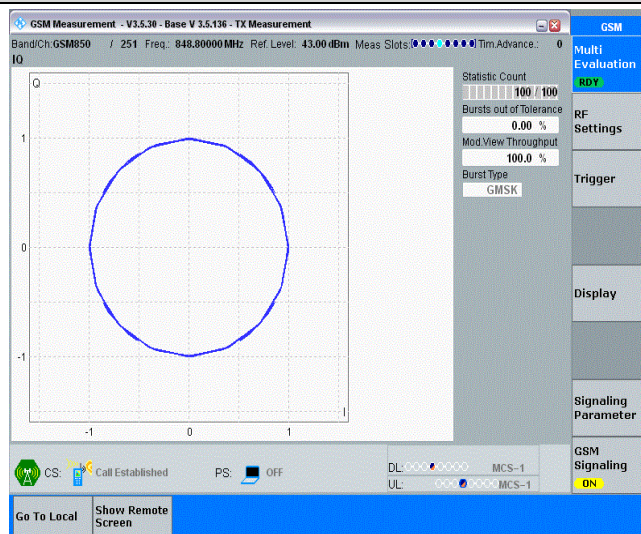 GSM Measurement - V3.5.30 - Base V 3.5.136 - TX Measurement
GSM
Band/Ch:GSM850 / 251 Freq.: 848.80000 MHz Ref. Level: 43.00 dBm Meas Slots: Tim.Advance.: 0
IQ
Multi
Evaluation
RDY
Q
1
0
-1
-1 0 1
I
Statistic Count
100 / 100
Bursts out of Tolerance
0.00 %
Mod.View Throughput
100.0 %
Burst Type
GMSK
RF
Settings
Trigger
Display
Signaling
Parameter
GSM
Signaling
ON
CS: Call Established PS: OFF
DL: MCS-1
UL: MCS-1
Go To Local
Show Remote
Screen